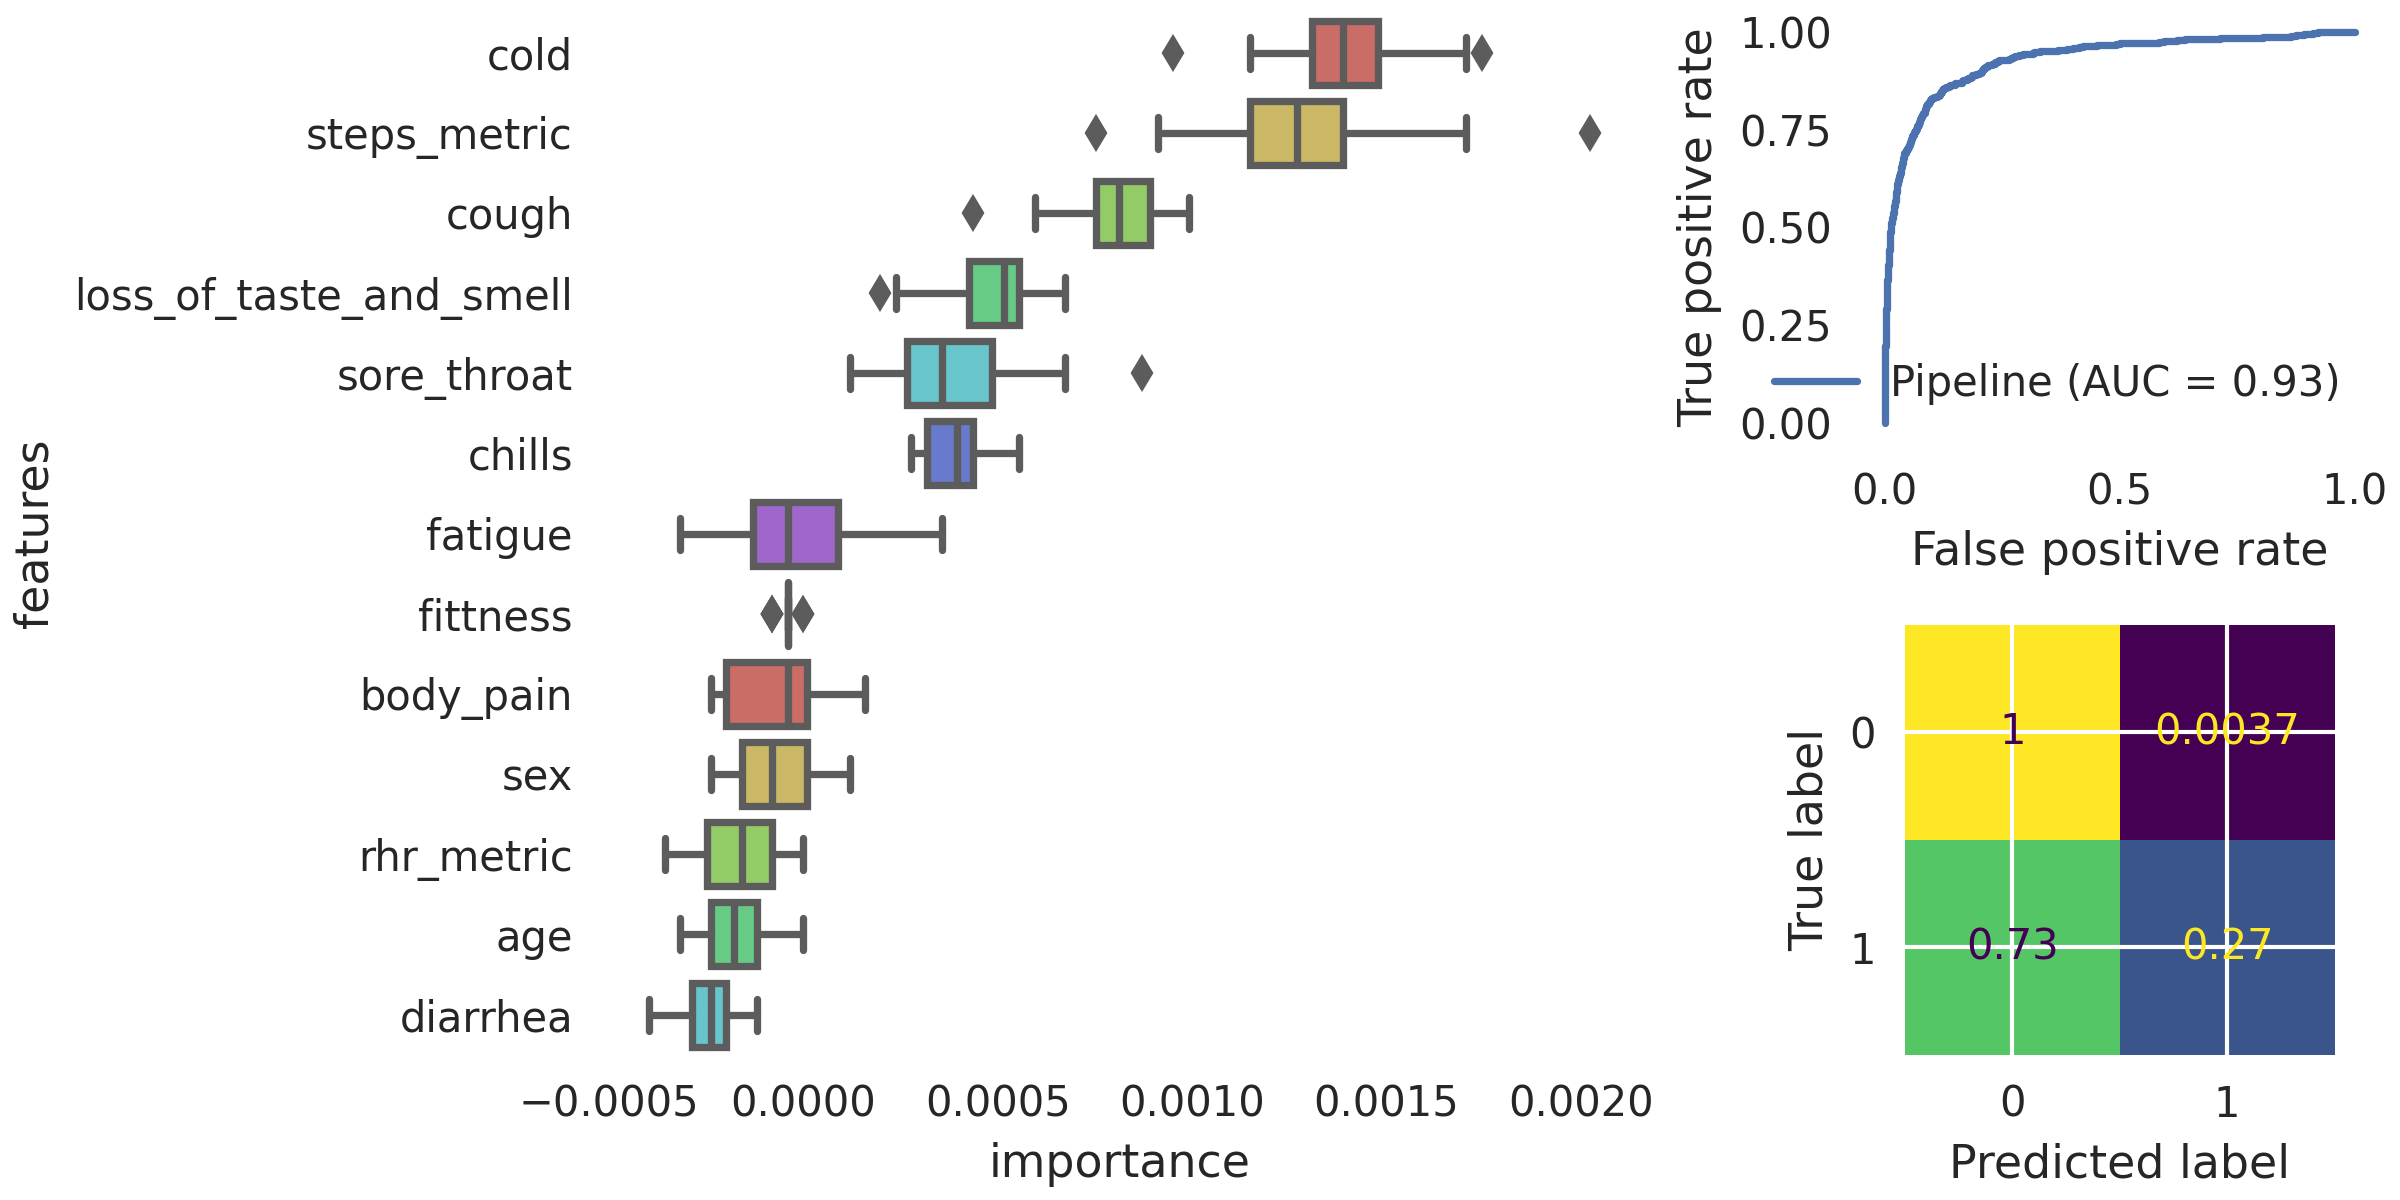 features
cold
steps_metric
cough
loss_of_taste_and_smell
sore_throat
chills
fatigue
fittness
body_pain
sex
rhr_metric
age
diarrhea
−0.0005 0.0000 0.0005 0.0010 0.0015 0.0020
importance
True positive rate
1.00
0.75
0.50
0.25
0.00
Pipeline (AUC = 0.93)
0.0 0.5 1.0
False positive rate
True label
0
1
1 0.0037
0.73 0.27
0 1
Predicted label